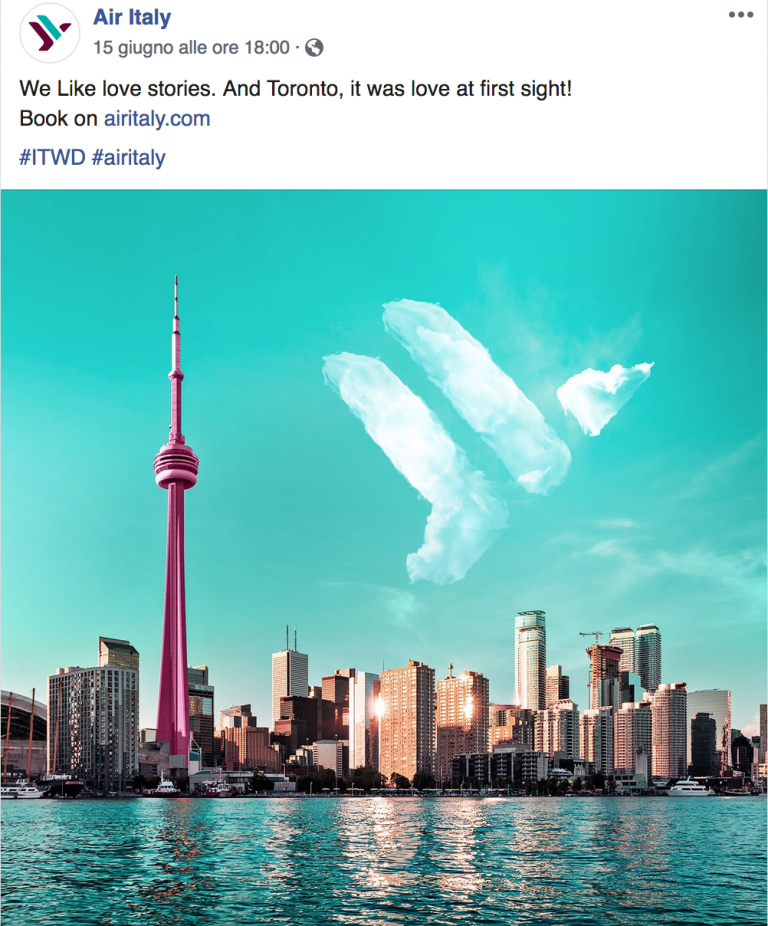 Air Italy
15 giugno alle ore 18:00 ·
We Like love stories. And Toronto, it was love at first sight!
Book on airitaly.com
#ITWD #airitaly